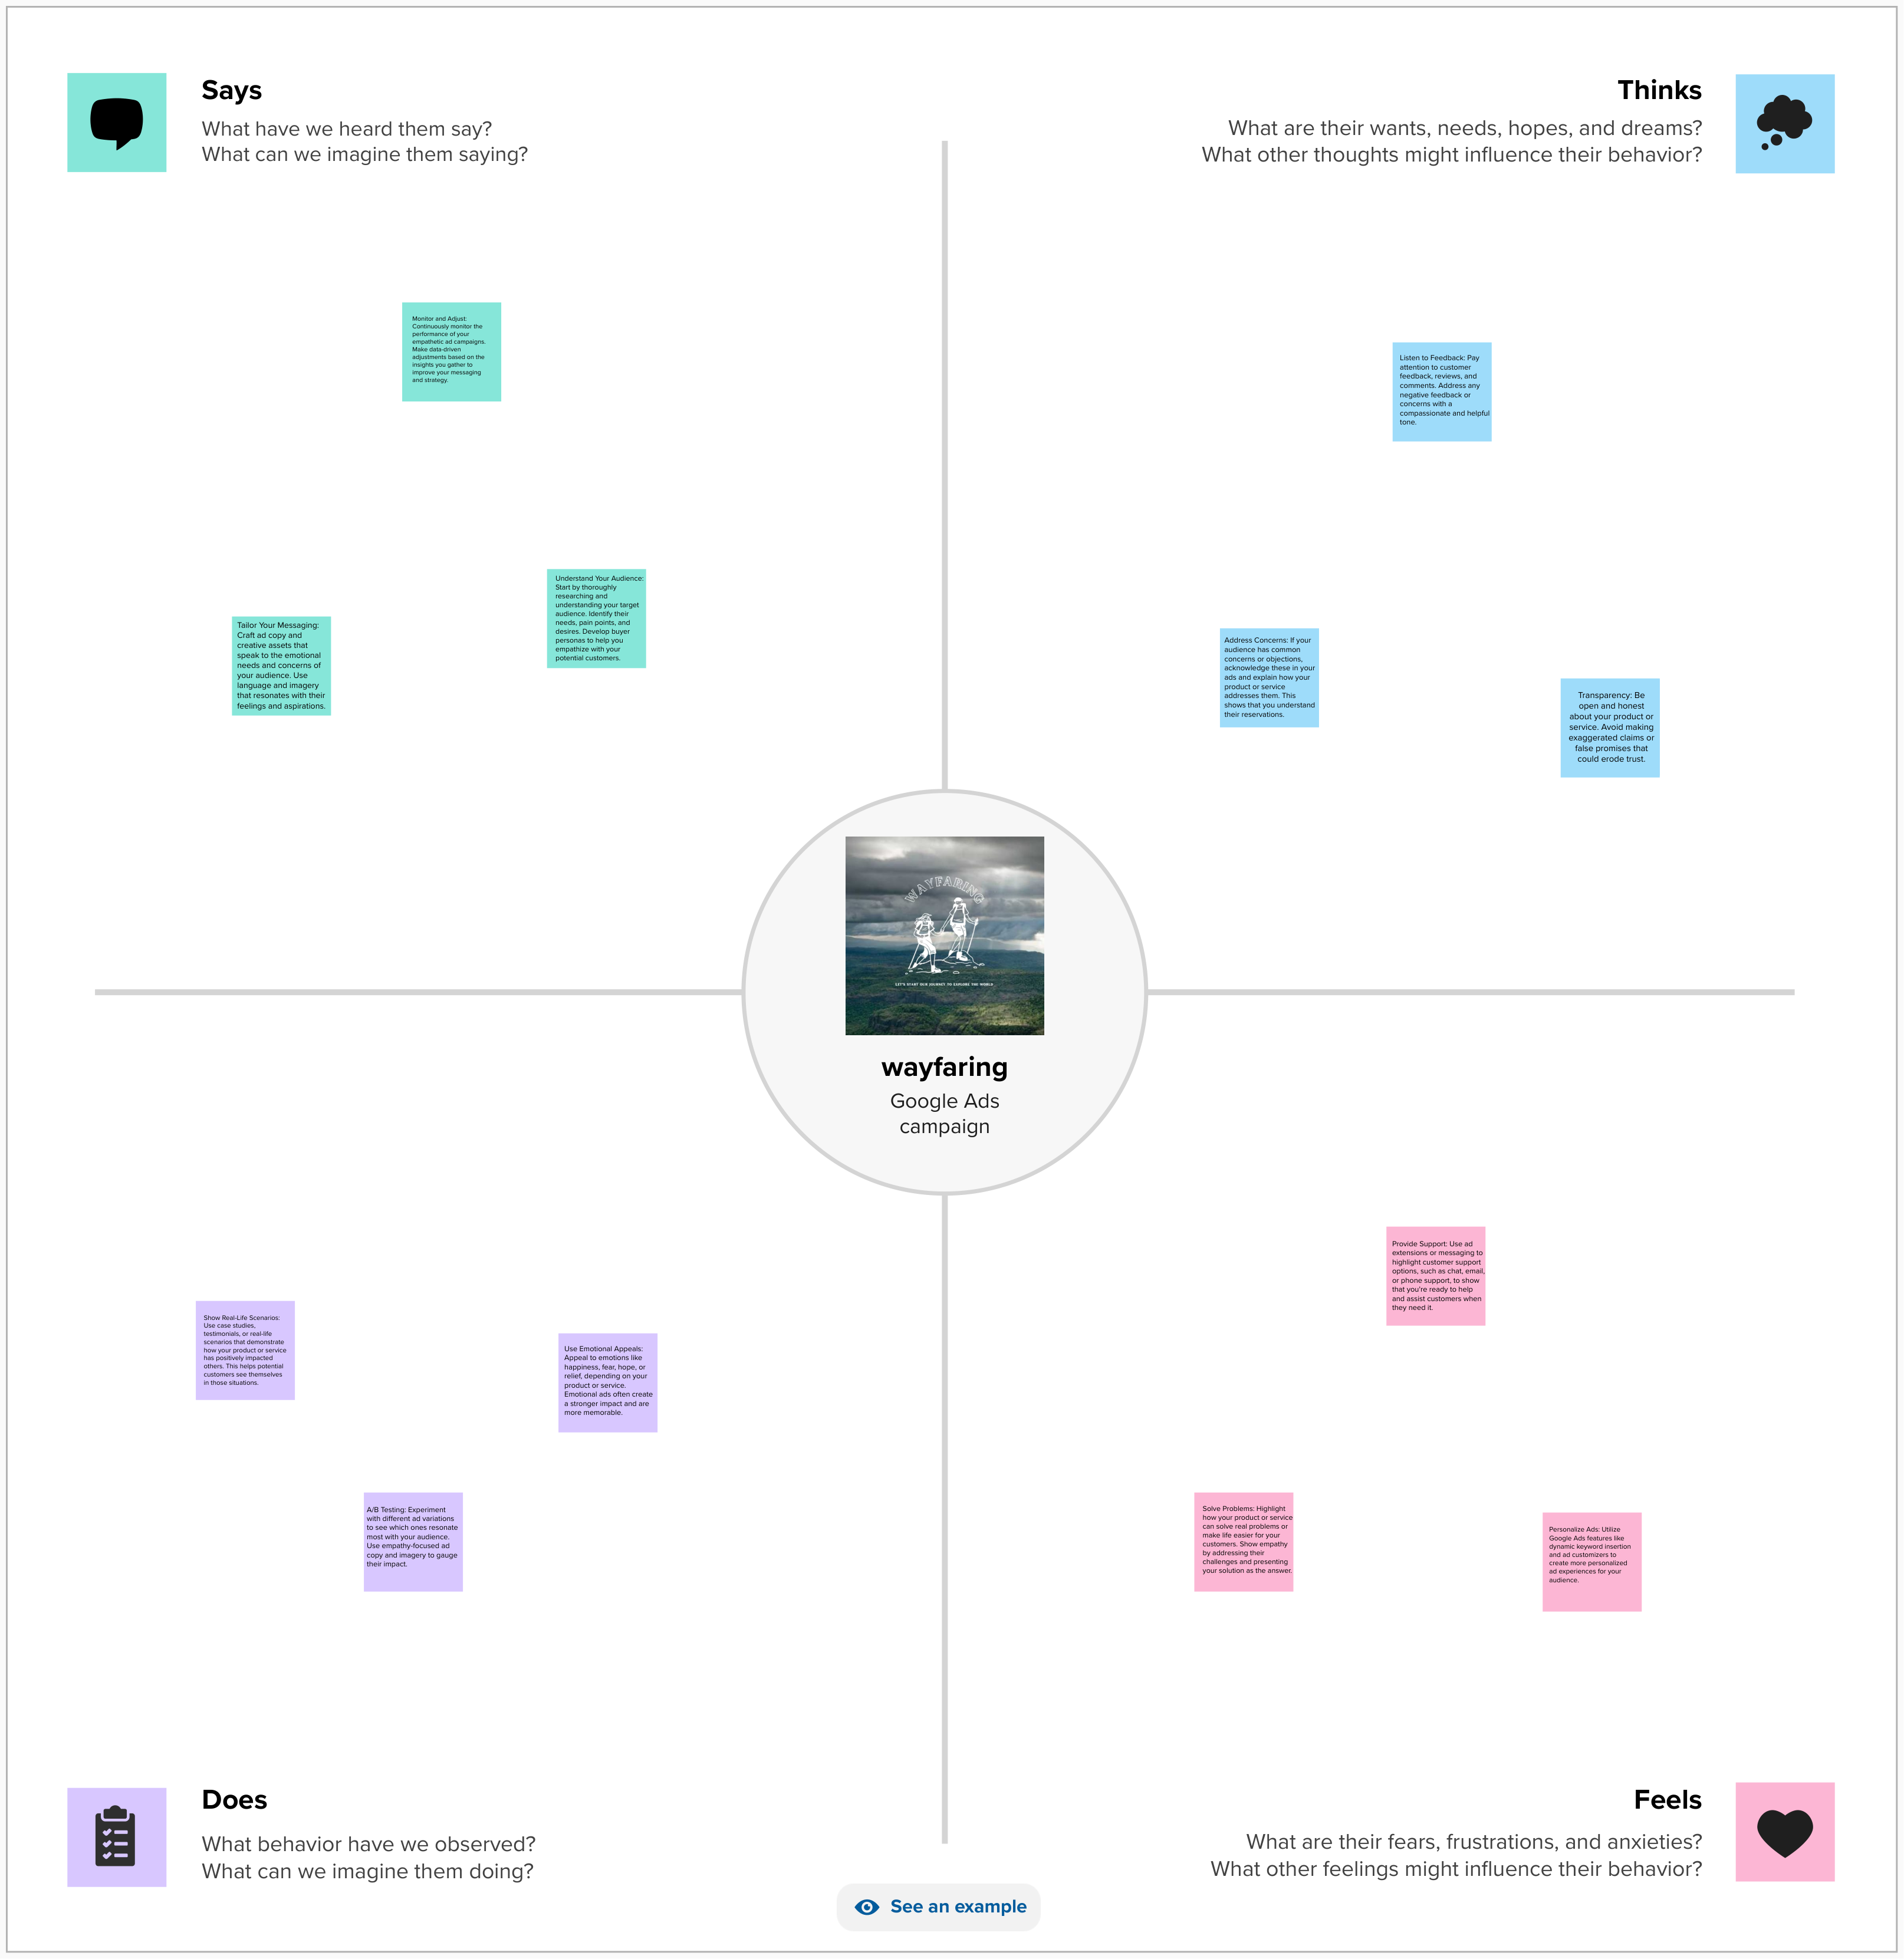 Says
What have we heard them say?
What can we imagine them saying?
Thinks
What are their wants, needs, hopes, and dreams?
What other thoughts might influence their behavior?
Monitor and Adjust:
Continuously monitor the
performance of your
empathetic ad campaigns.
Make data-driven
adjustments based on the
insights you gather to
improve your messaging
and strategy.
Tailor Your Messaging:
Craft ad copy and
creative assets that
speak to the emotional
needs and concerns of
your audience. Use
language and imagery
that resonates with their
feelings and aspirations.
Understand Your Audience:
Start by thoroughly
researching and
understanding your target
audience. Identify their
needs, pain points, and
desires. Develop buyer
personas to help you
empathize with your
potential customers.
Listen to Feedback: Pay
attention to customer
feedback, reviews, and
comments. Address any
negative feedback or
concerns with a
compassionate and helpful
tone.
Address Concerns: If your
audience has common
concerns or objections,
acknowledge these in your
ads and explain how your
product or service
addresses them. This
shows that you understand
their reservations.
Transparency: Be
open and honest
about your product or
service. Avoid making
exaggerated claims or
false promises that
could erode trust.
WAYFARING
LET'S START OUR JOURNEY TO EXPLORE THE WORLD
wayfaring
Google Ads
campaign
Show Real-Life Scenarios:
Use case studies,
testimonials, or real-life
scenarios that demonstrate
how your product or service
has positively impacted
others. This helps potential
customers see themselves
in those situations.
Use Emotional Appeals:
Appeal to emotions like
happiness, fear, hope, or
relief, depending on your
product or service.
Emotional ads often create
a stronger impact and are
more memorable.
A/B Testing: Experiment
with different ad variations
to see which ones resonate
most with your audience.
Use empathy-focused ad
copy and imagery to gauge
their impact.
Provide Support: Use ad
extensions or messaging to
highlight customer support
options, such as chat, email,
or phone support, to show
that you're ready to help
and assist customers when
they need it.
Solve Problems: Highlight
how your product or service
can solve real problems or
make life easier for your
customers. Show empathy
by addressing their
challenges and presenting
your solution as the answer.
Personalize Ads: Utilize
Google Ads features like
dynamic keyword insertion
and ad customizers to
create more personalized
ad experiences for your
audience.
Does
What behavior have we observed?
What can we imagine them doing?
Feels
What are their fears, frustrations, and anxieties?
What other feelings might influence their behavior?
See an example